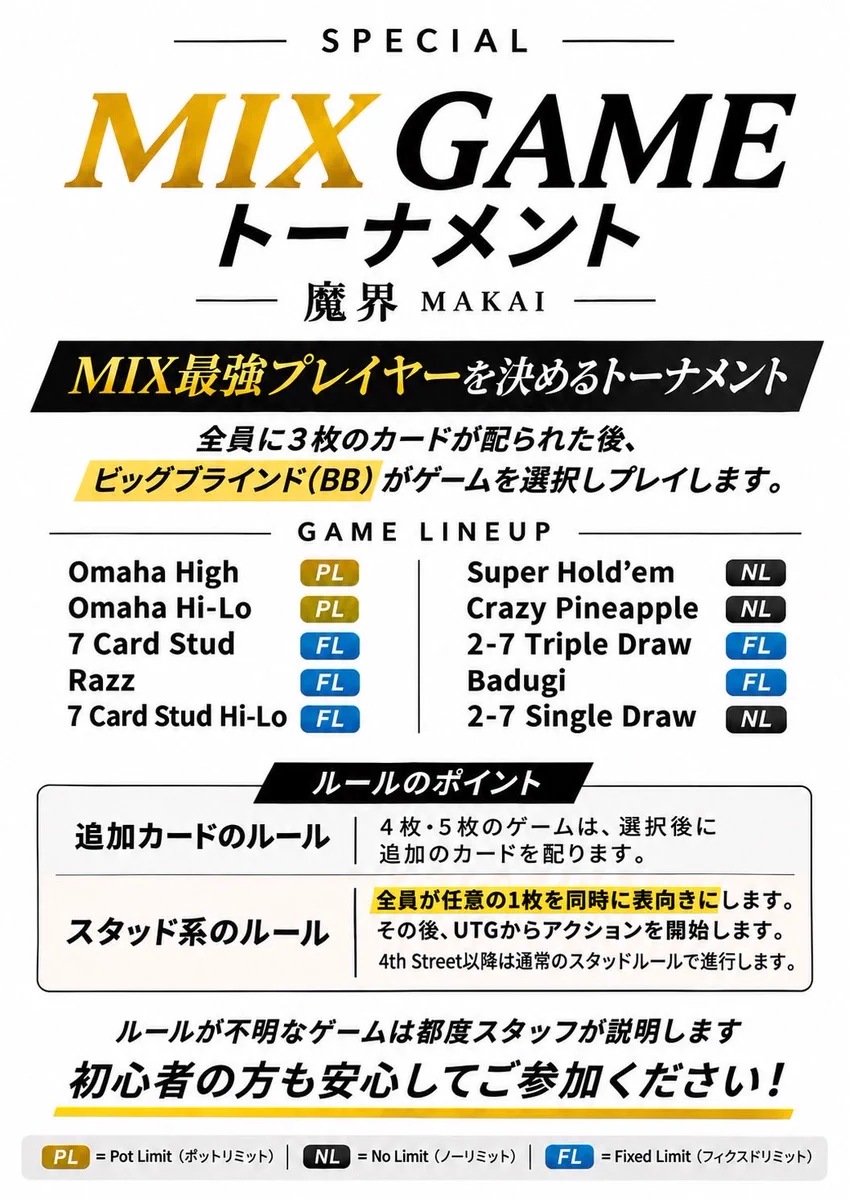 SPECIAL
MIX GAME
トーナメント
魔界 MAKAI
MIX最強プレイヤーを決めるトーナメント
全員に3枚のカードが配られた後、
ビッグブラインド(BB)がゲームを選択しプレイします。
GAME LINEUP
Omaha High PL
Omaha Hi-Lo PL
7 Card Stud FL
Razz FL
7 Card Stud Hi-Lo FL
Super Hold'em NL
Crazy Pineapple NL
2-7 Triple Draw FL
Badugi FL
2-7 Single Draw NL
ルールのポイント
追加カードのルール
4枚・5枚のゲームは、選択後に
追加のカードを配ります。
スタッド系のルール
全員が任意の1枚を同時に表向きにします。
その後、UTGからアクションを開始します。
4th Street以降は通常のスタッドルールで進行します。
ルールが不明なゲームは都度スタッフが説明します
初心者の方も安心してご参加ください!
PL = Pot Limit（ポットリミット） | NL = No Limit（ノーリミット） | FL = Fixed Limit（フィクスドリミット）